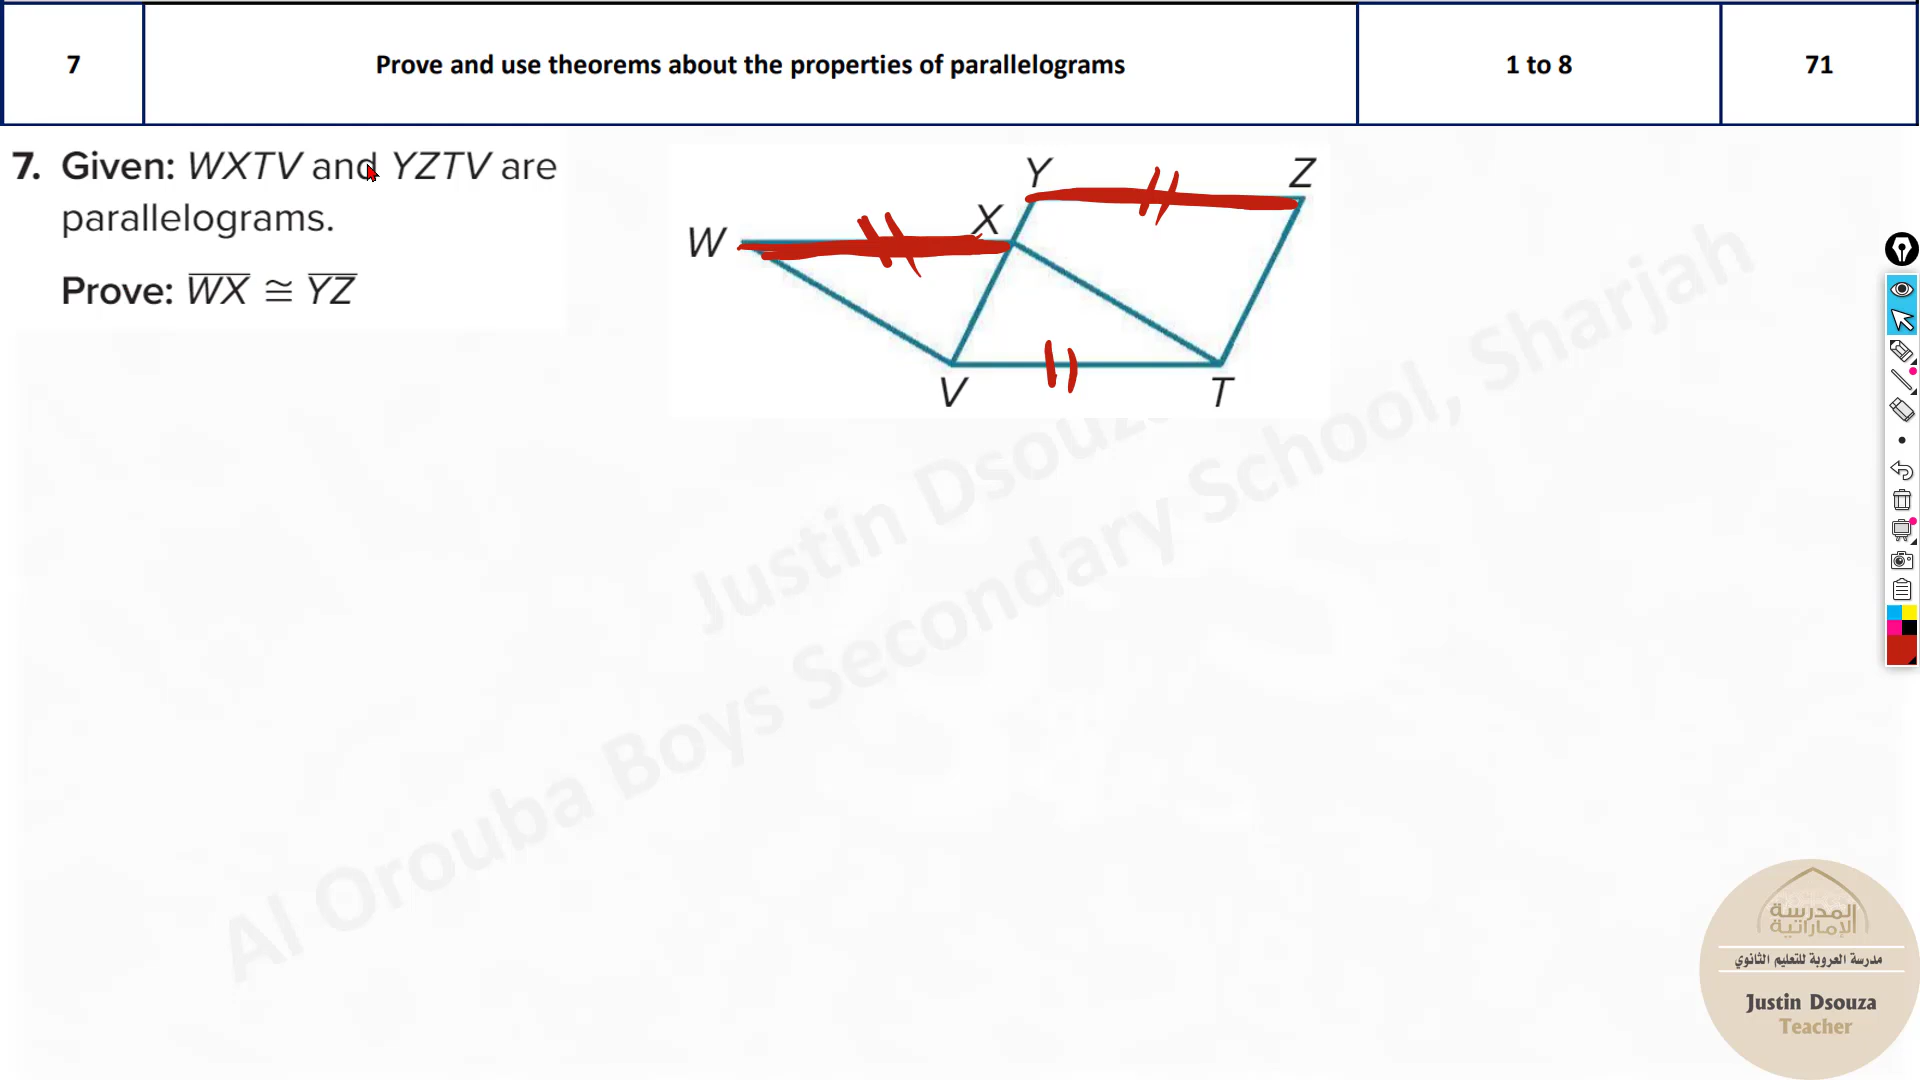 7
Prove and use theorems about the properties of parallelograms
1 to 8
71
7. Given: WXTV and YZTV are
parallelograms.
Prove: WX ≅ YZ
Y
Z
X
W
V
T
Justin Dsouza
Al Orouba Boys Secondary School, Sharjah
المدرسة
الإماراتية
مدرسة العروبة للتعليم الثانوي
Justin Dsouza
Teacher